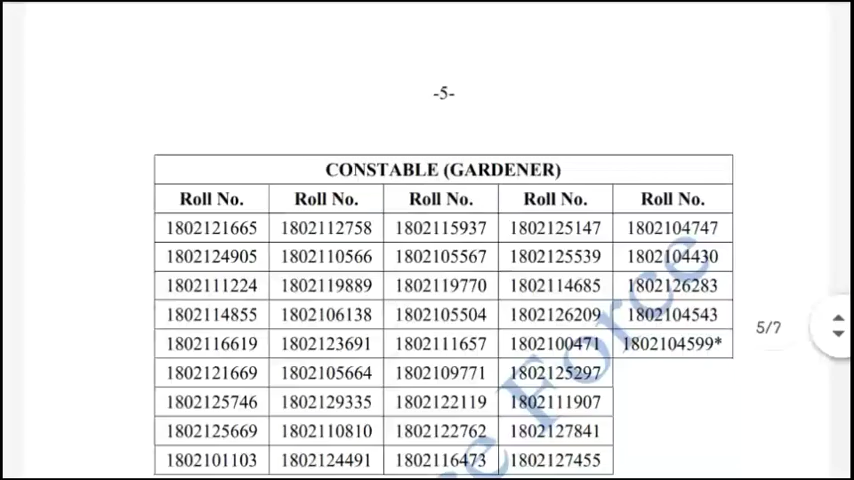 -5-
CONSTABLE (GARDENER)
Roll No. Roll No. Roll No. Roll No. Roll No.
1802121665 1802112758 1802115937 1802125147 1802104747
1802124905 1802110566 1802105567 1802125539 1802104430
1802111224 1802119889 1802119770 1802114685 1802126283
1802114855 1802106138 1802105504 1802126209 1802104543
1802116619 1802123691 1802111657 1802100471 1802104599*
1802121669 1802105664 1802109771 1802125297
1802125746 1802129335 1802122119 1802111907
1802125669 1802110810 1802122762 1802127841
1802101103 1802124491 1802116473 1802127455
5/7
Force